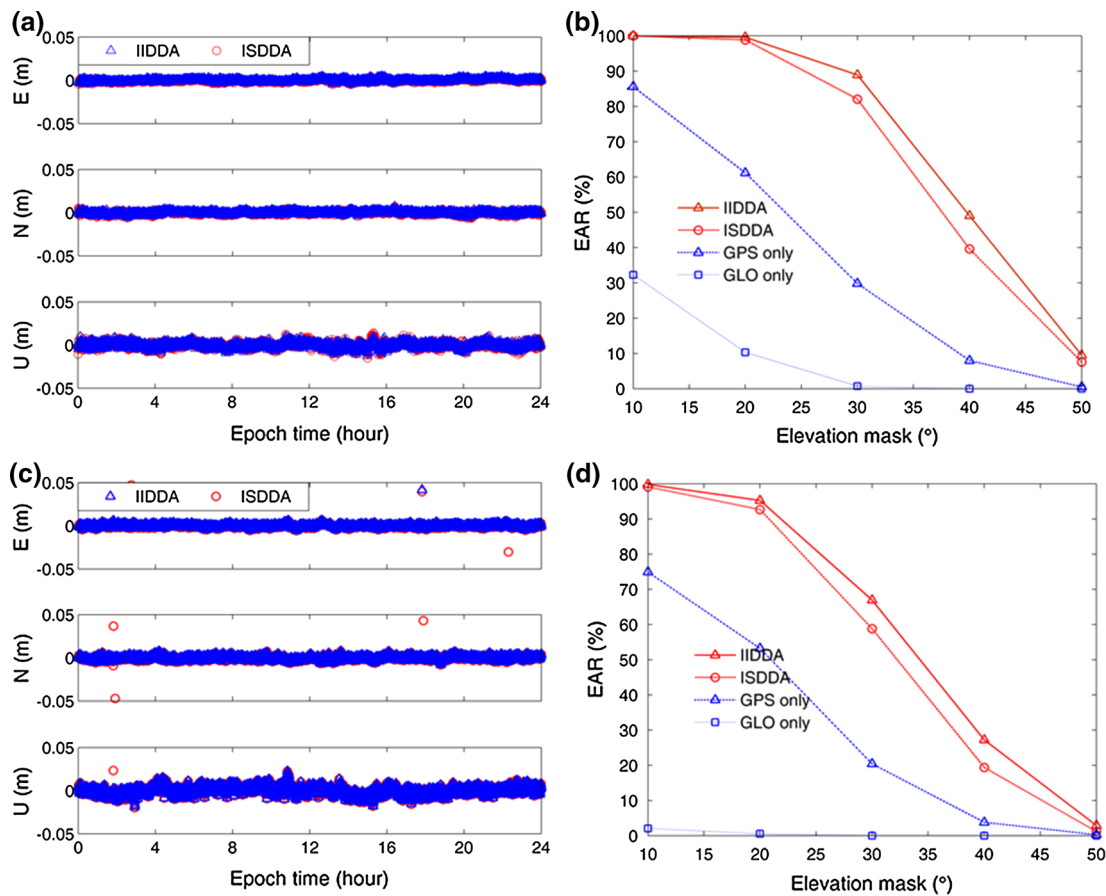 (a)
0.05
IIDDA
ISDDA
E (m)
0
-0.05
0.05
N (m)
0
-0.05
0.05
U (m)
0
-0.05
0 4 8 12 16 20 24
Epoch time (hour)
(b)
100
90
80
70
60
50
40
30
20
10
0
EAR (%)
IIDDA
ISDDA
GPS only
GLO only
10 15 20 25 30 35 40 45 50
Elevation mask (°)
(c)
0.05
IIDDA
ISDDA
E (m)
0
-0.05
0.05
N (m)
0
-0.05
0.05
U (m)
0
-0.05
0 4 8 12 16 20 24
Epoch time (hour)
(d)
100
90
80
70
60
50
40
30
20
10
0
EAR (%)
IIDDA
ISDDA
GPS only
GLO only
10 15 20 25 30 35 40 45 50
Elevation mask (°)